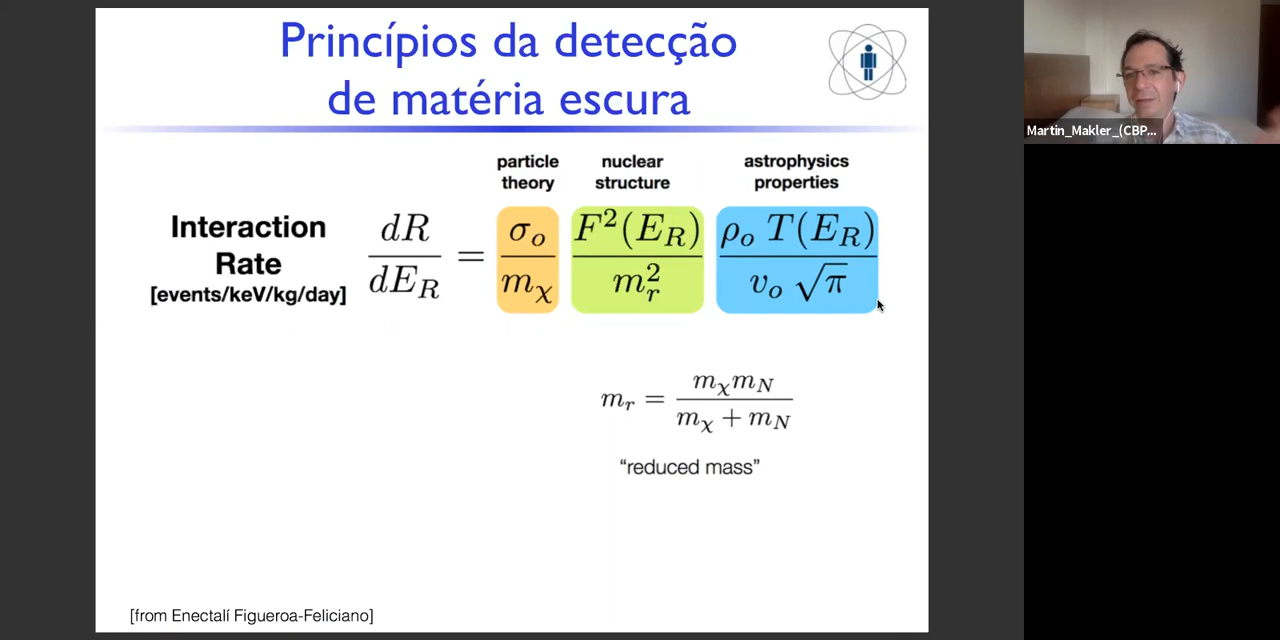 Princípios da detecção
de matéria escura
Martin_Makler_(CBP...
particle
theory
nuclear
structure
astrophysics
properties
Interaction
Rate
[events/keV/kg/day]
dR/dE_R = σ_o/m_χ F²(E_R)/m_r² ρ_o T(E_R)/v_o √π
m_r = m_χ m_N/m_χ + m_N
“reduced mass”
[from Enectalí Figueroa-Feliciano]